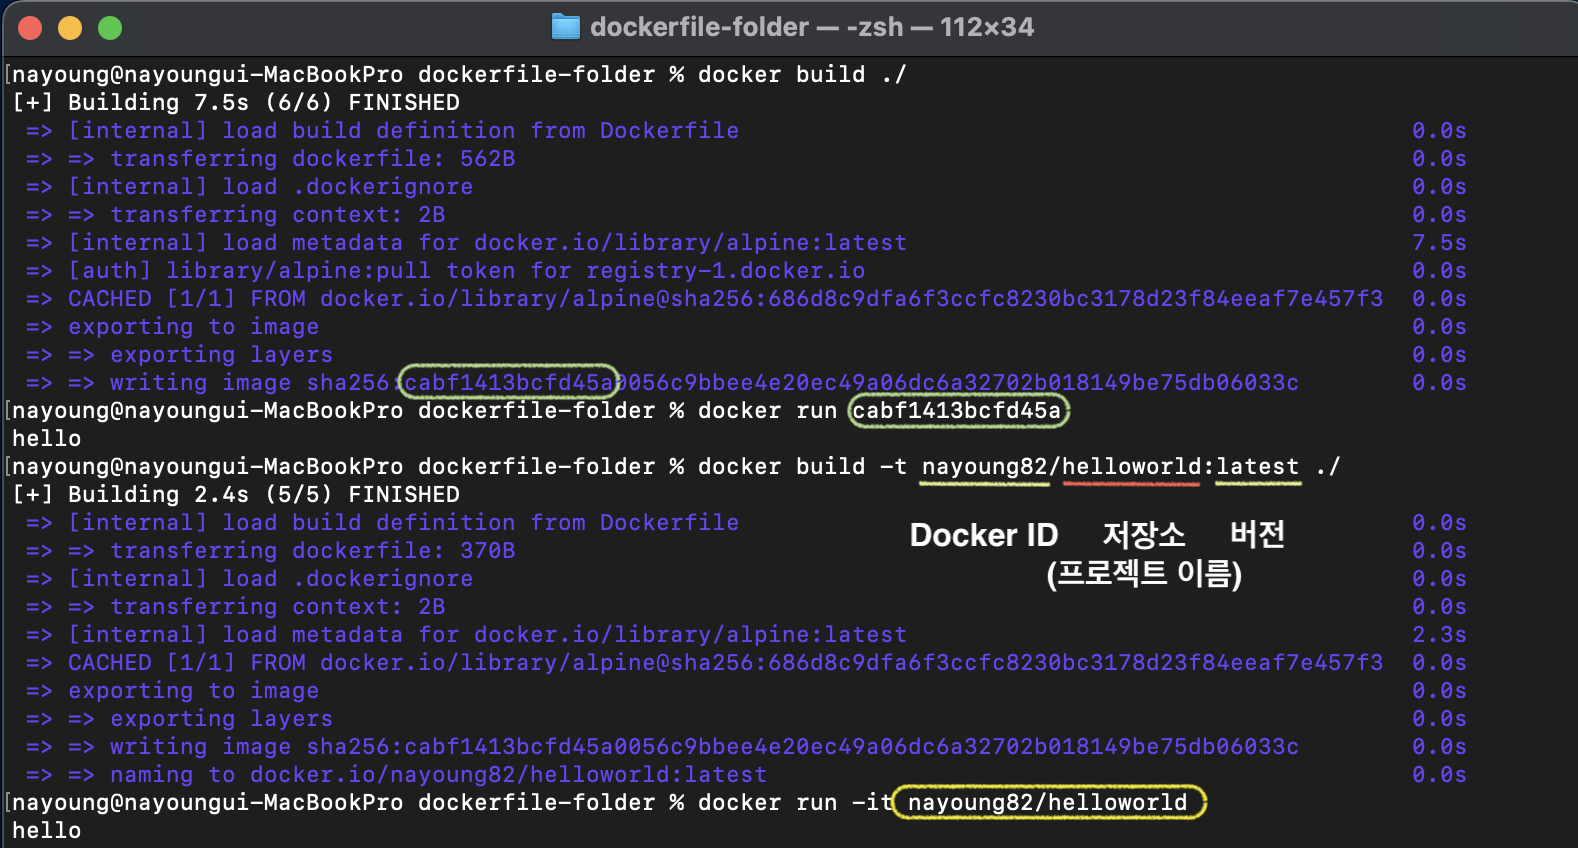 dockerfile-folder — -zsh — 112×34
[nayoung@nayoungui-MacBookPro dockerfile-folder % docker build ./
[+] Building 7.5s (6/6) FINISHED
=> [internal] load build definition from Dockerfile 0.0s
=> => transferring dockerfile: 562B 0.0s
=> [internal] load .dockerignore 0.0s
=> => transferring context: 2B 0.0s
=> [internal] load metadata for docker.io/library/alpine:latest 7.5s
=> [auth] library/alpine:pull token for registry-1.docker.io 0.0s
=> CACHED [1/1] FROM docker.io/library/alpine@sha256:686d8c9dfa6f3ccfc8230bc3178d23f84eeaf7e457f3 0.0s
=> exporting to image 0.0s
=> => exporting layers 0.0s
=> => writing image sha256:cabf1413bcfd45a0056c9bbee4e20ec49a06dc6a32702b018149be75db06033c 0.0s
[nayoung@nayoungui-MacBookPro dockerfile-folder % docker run cabf1413bcfd45a
hello
[nayoung@nayoungui-MacBookPro dockerfile-folder % docker build -t nayoung82/helloworld:latest ./
[+] Building 2.4s (5/5) FINISHED
=> [internal] load build definition from Dockerfile 0.0s
Docker ID 저장소 버전
=> => transferring dockerfile: 370B 0.0s
(프로젝트 이름)
=> [internal] load .dockerignore 0.0s
=> => transferring context: 2B 0.0s
=> [internal] load metadata for docker.io/library/alpine:latest 2.3s
=> CACHED [1/1] FROM docker.io/library/alpine@sha256:686d8c9dfa6f3ccfc8230bc3178d23f84eeaf7e457f3 0.0s
=> exporting to image 0.0s
=> => exporting layers 0.0s
=> => writing image sha256:cabf1413bcfd45a0056c9bbee4e20ec49a06dc6a32702b018149be75db06033c 0.0s
=> => naming to docker.io/nayoung82/helloworld:latest 0.0s
[nayoung@nayoungui-MacBookPro dockerfile-folder % docker run -it nayoung82/helloworld
hello